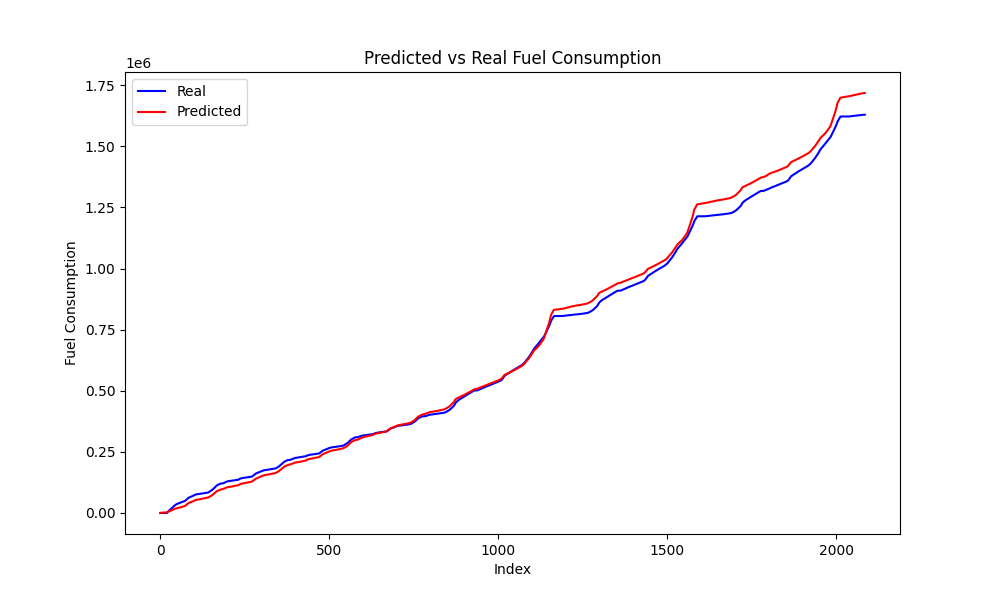 Predicted vs Real Fuel Consumption
1e6
Real
Predicted
1.75
1.50
1.25
1.00
0.75
0.50
0.25
0.00
Fuel Consumption
0 500 1000 1500 2000
Index